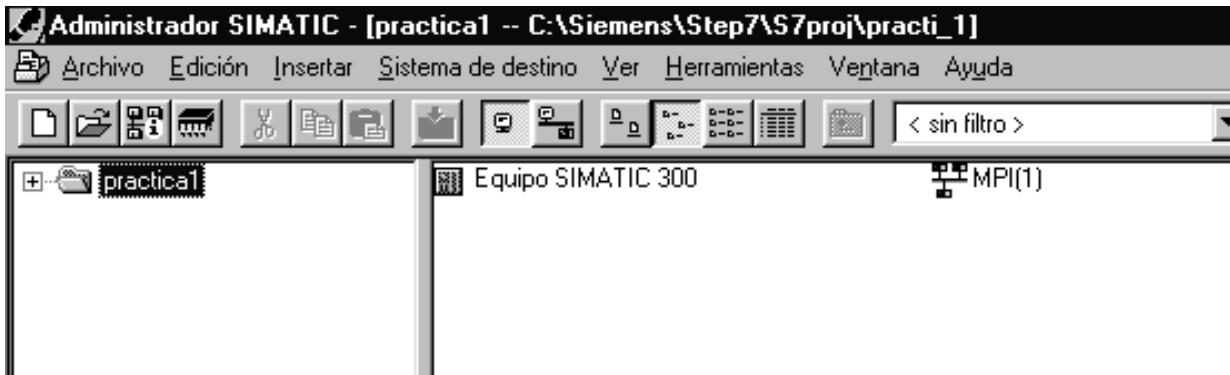 Administrador SIMATIC - [practica1 -- C:\Siemens\Step7\S7proj\practi_1]
Archivo Edición Insertar Sistema de destino Ver Herramientas Ventana Ayuda
< sin filtro >
practica1
Equipo SIMATIC 300 MPI(1)